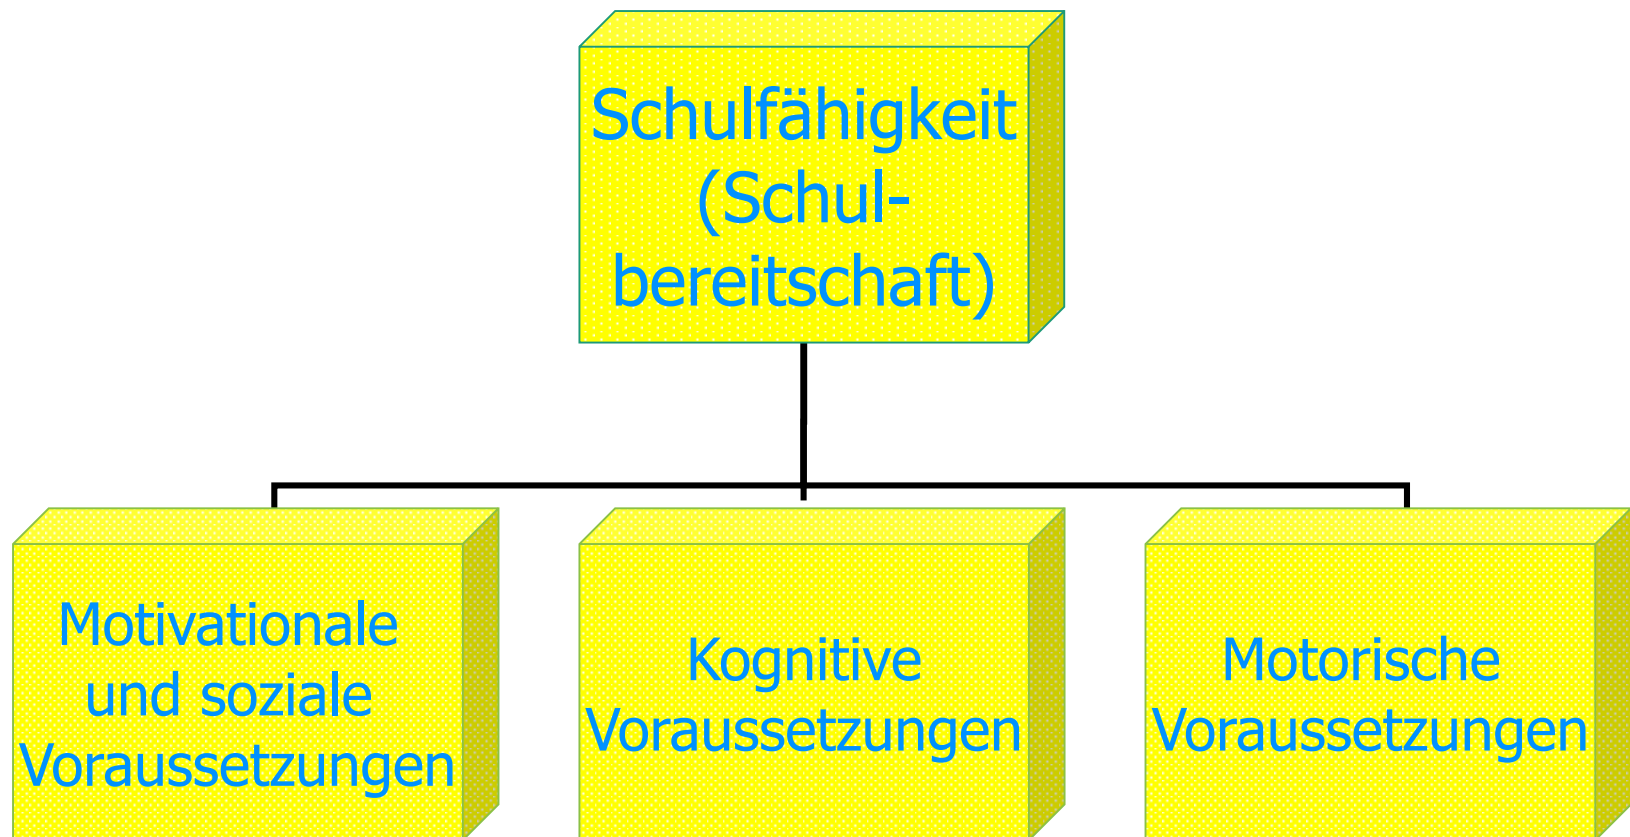 Schulfähigkeit
(Schul-
bereitschaft)
Motivationale
und soziale
Voraussetzungen
Kognitive
Voraussetzungen
Motorische
Voraussetzungen